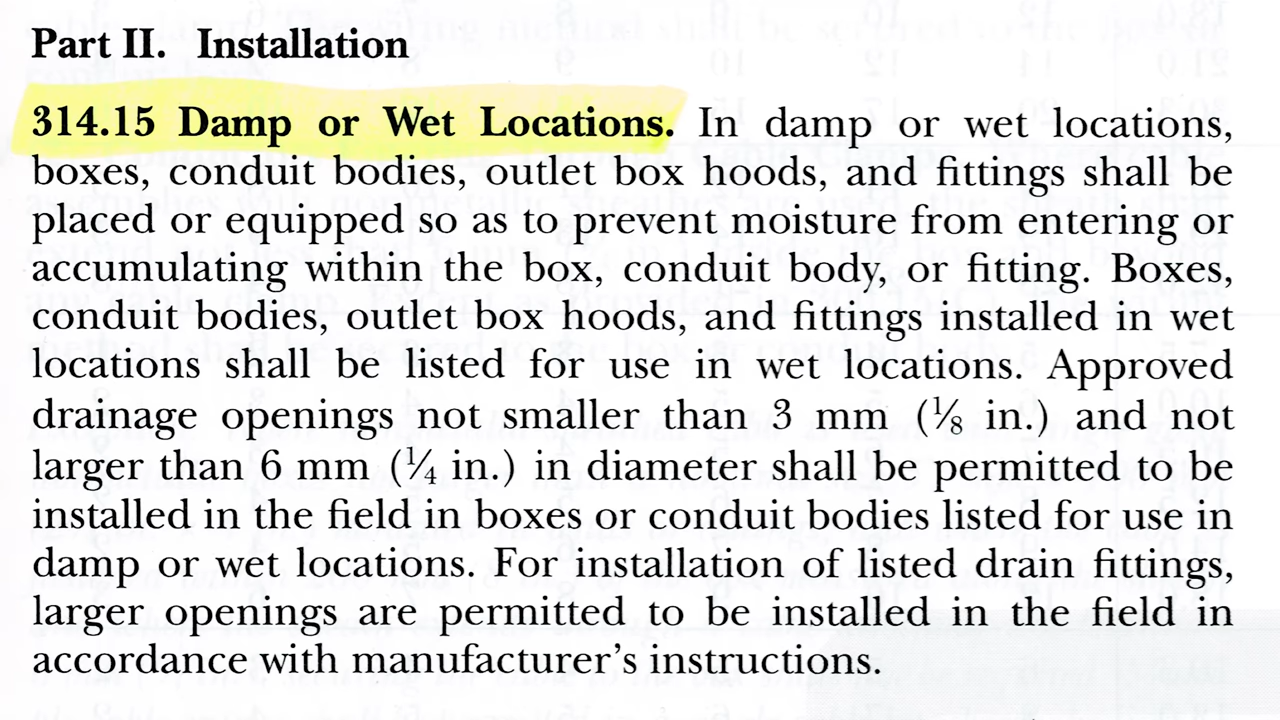 Part II. Installation
314.15 Damp or Wet Locations. In damp or wet locations,
boxes, conduit bodies, outlet box hoods, and fittings shall be
placed or equipped so as to prevent moisture from entering or
accumulating within the box, conduit body, or fitting. Boxes,
conduit bodies, outlet box hoods, and fittings installed in wet
locations shall be listed for use in wet locations. Approved
drainage openings not smaller than 3 mm (⅛ in.) and not
larger than 6 mm (¼ in.) in diameter shall be permitted to be
installed in the field in boxes or conduit bodies listed for use in
damp or wet locations. For installation of listed drain fittings,
larger openings are permitted to be installed in the field in
accordance with manufacturer’s instructions.